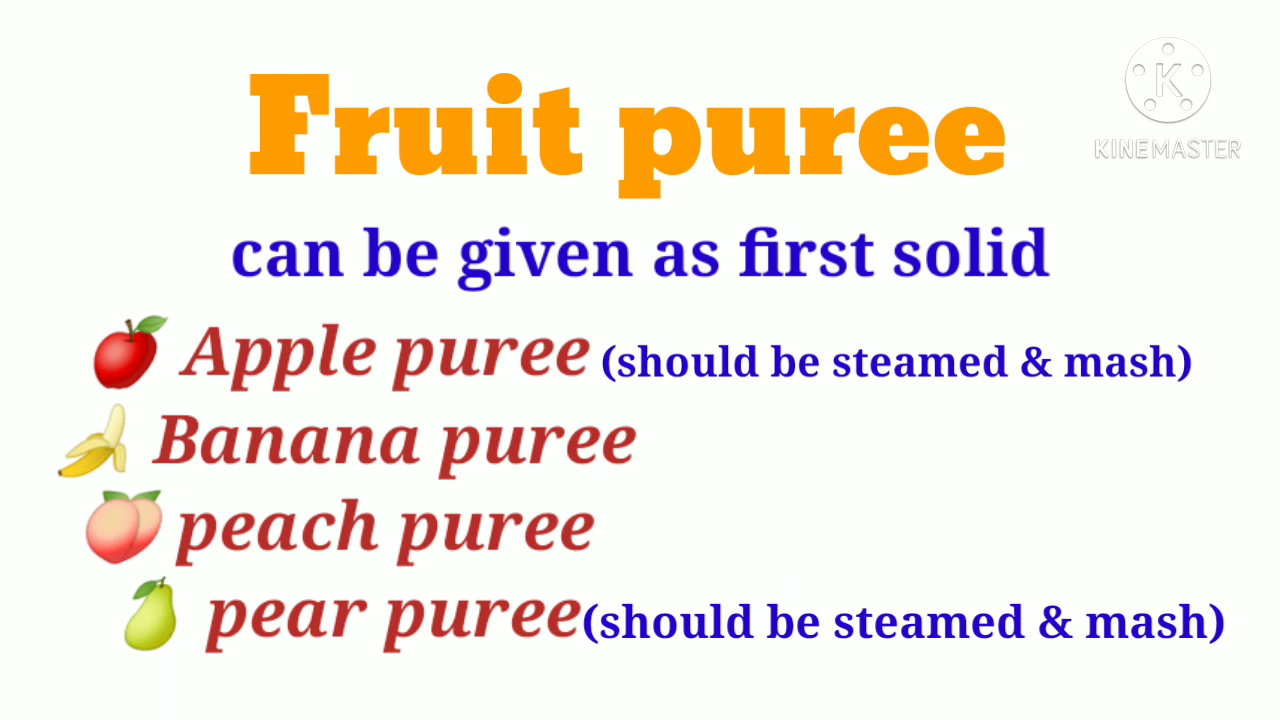 Fruit puree
K
KINEMASTER
can be given as first solid
Apple puree (should be steamed & mash)
Banana puree
peach puree
pear puree(should be steamed & mash)